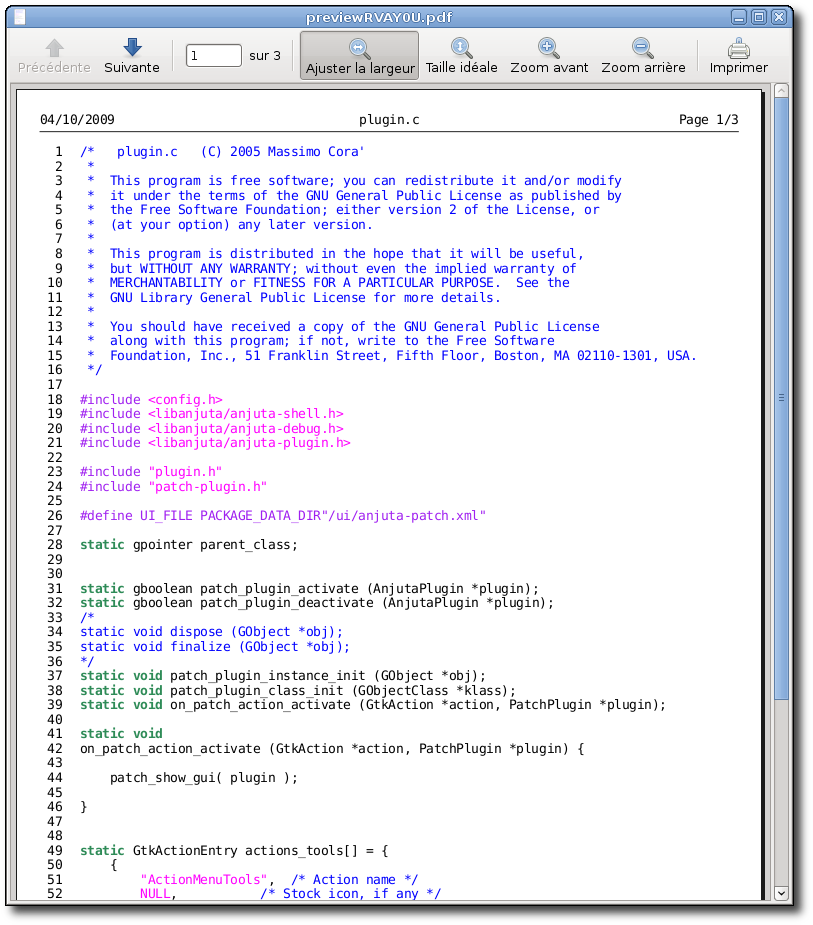 previewRVAY0U.pdf
Précédente Suivante 1 sur 3 Ajuster la largeur Taille idéale Zoom avant Zoom arrière Imprimer
04/10/2009 plugin.c Page 1/3
1 /*   plugin.c   (C) 2005 Massimo Cora'
2  *
3  *  This program is free software; you can redistribute it and/or modify
4  *  it under the terms of the GNU General Public License as published by
5  *  the Free Software Foundation; either version 2 of the License, or
6  *  (at your option) any later version.
7  *
8  *  This program is distributed in the hope that it will be useful,
9  *  but WITHOUT ANY WARRANTY; without even the implied warranty of
10  *  MERCHANTABILITY or FITNESS FOR A PARTICULAR PURPOSE.  See the
11  *  GNU Library General Public License for more details.
12  *
13  *  You should have received a copy of the GNU General Public License
14  *  along with this program; if not, write to the Free Software
15  *  Foundation, Inc., 51 Franklin Street, Fifth Floor, Boston, MA 02110-1301, USA.
16  */
17
18 #include <config.h>
19 #include <libanjuta/anjuta-shell.h>
20 #include <libanjuta/anjuta-debug.h>
21 #include <libanjuta/anjuta-plugin.h>
22
23 #include "plugin.h"
24 #include "patch-plugin.h"
25
26 #define UI_FILE PACKAGE_DATA_DIR"/ui/anjuta-patch.xml"
27
28 static gpointer parent_class;
29
30
31 static gboolean patch_plugin_activate (AnjutaPlugin *plugin);
32 static gboolean patch_plugin_deactivate (AnjutaPlugin *plugin);
33 /*
34 static void dispose (GObject *obj);
35 static void finalize (GObject *obj);
36 */
37 static void patch_plugin_instance_init (GObject *obj);
38 static void patch_plugin_class_init (GObjectClass *klass);
39 static void on_patch_action_activate (GtkAction *action, PatchPlugin *plugin);
40
41 static void
42 on_patch_action_activate (GtkAction *action, PatchPlugin *plugin) {
43
44     patch_show_gui( plugin );
45
46 }
47
48
49 static GtkActionEntry actions_tools[] = {
50     {
51         "ActionMenuTools",  /* Action name */
52         NULL,           /* Stock icon, if any */